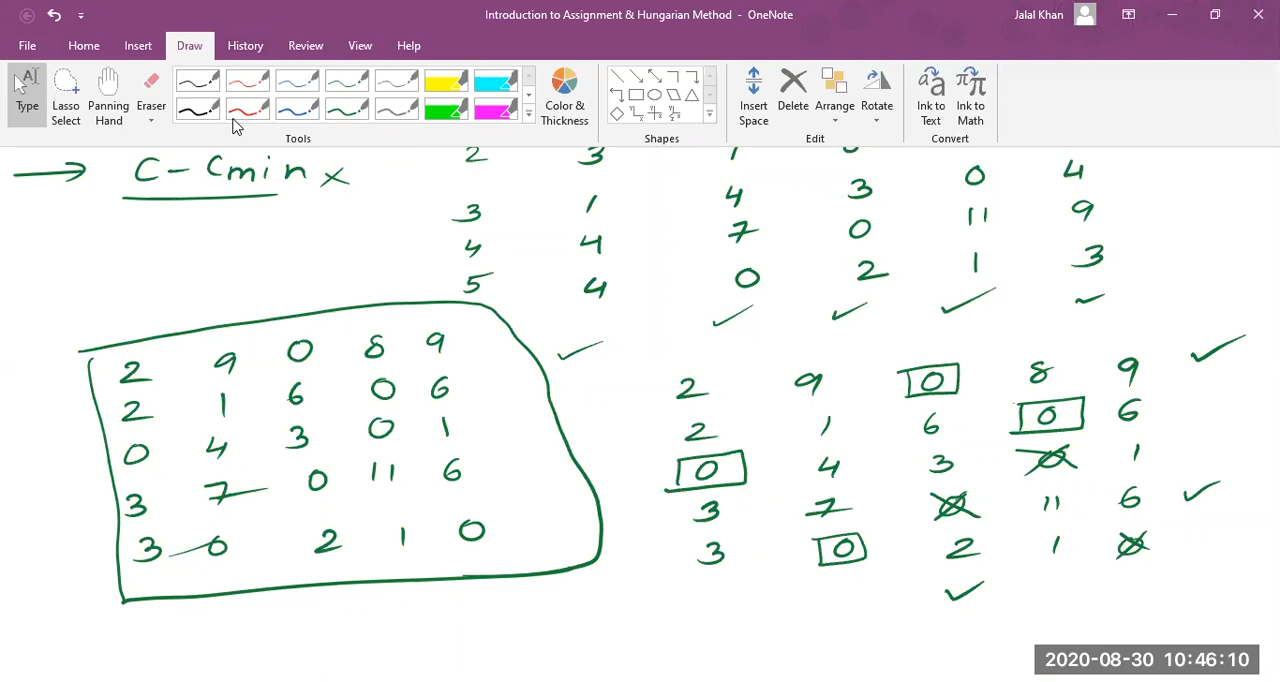 Introduction to Assignment & Hungarian Method - OneNote
Jalal Khan
File Home Insert Draw History Review View Help
Type
Lasso Select
Panning Hand
Eraser
Color & Thickness
Insert Space
Delete
Arrange
Rotate
Ink to Text
Ink to Math
Tools
Shapes
Edit
Convert
C - Cmin x
2 3 1
0 4
3 1 4 3
4 4 7 0 11 9
5 4 0 2 1 3
2 9 0 8 9
2 1 6 0 6
0 4 3 0 1
3 7 0 11 6
3 0 2 1 0
2 9 0 8 9
2 1 6 0 6
0 4 3 0 1
3 7 0 11 6
3 0 2 1 0
2020-08-30 10:46:10